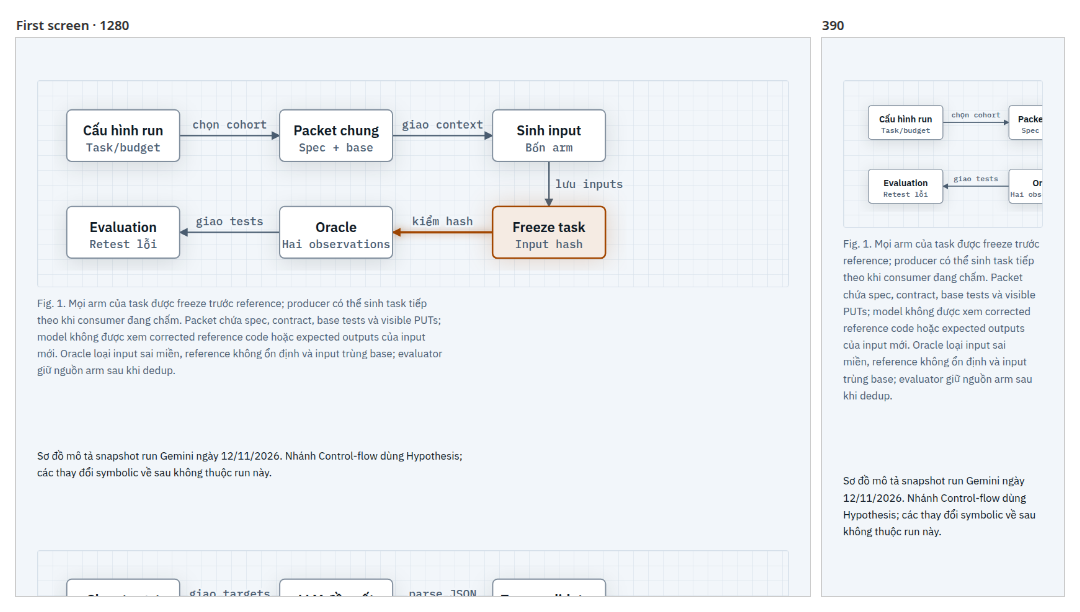 First screen · 1280
Cấu hình run
Task/budget
chọn cohort
Packet chung
Spec + base
giao context
Sinh input
Bốn arm
lưu inputs
Evaluation
Retest lỗi
giao tests
Oracle
Hai observations
kiểm hash
Freeze task
Input hash
Fig. 1. Mọi arm của task được freeze trước reference; producer có thể sinh task tiếp
theo khi consumer đang chấm. Packet chứa spec, contract, base tests và visible PUTs;
model không được xem corrected reference code hoặc expected outputs của input
mới. Oracle loại input sai miền, reference không ổn định và input trùng base; evaluator
giữ nguồn arm sau khi dedup.
Sơ đồ mô tả snapshot run Gemini ngày 12/11/2026. Nhánh Control-flow dùng Hypothesis;
các thay đổi symbolic về sau không thuộc run này.
giao targets
parse JSON
390
Cấu hình run
Task/budget
chọn cohort
Packe
Spec
Evaluation
Retest lỗi
giao tests
Or
Hai obs
Fig. 1. Mọi arm của task được freeze trước
reference; producer có thể sinh task tiếp
theo khi consumer đang chấm. Packet
chứa spec, contract, base tests và visible
PUTs; model không được xem corrected
reference code hoặc expected outputs
của input mới. Oracle loại input sai
miền, reference không ổn định và input
trùng base; evaluator giữ nguồn arm sau
khi dedup.
Sơ đồ mô tả snapshot run Gemini ngày
12/11/2026. Nhánh Control-flow dùng
Hypothesis; các thay đổi symbolic về sau
không thuộc run này.